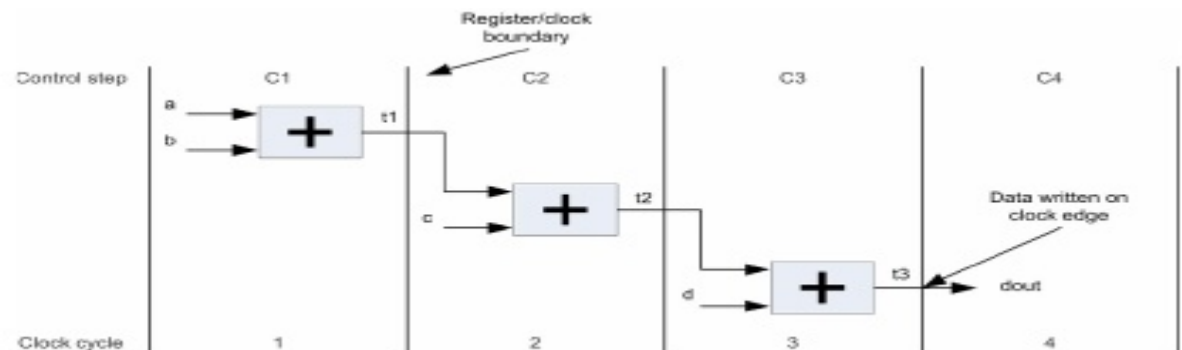 Register/clock
boundary
Control step C1 C2 C3 C4
a
b
+
t1
c
+
t2
d
+
t3
Data written on
clock edge
dout
Clock cycle 1 2 3 4